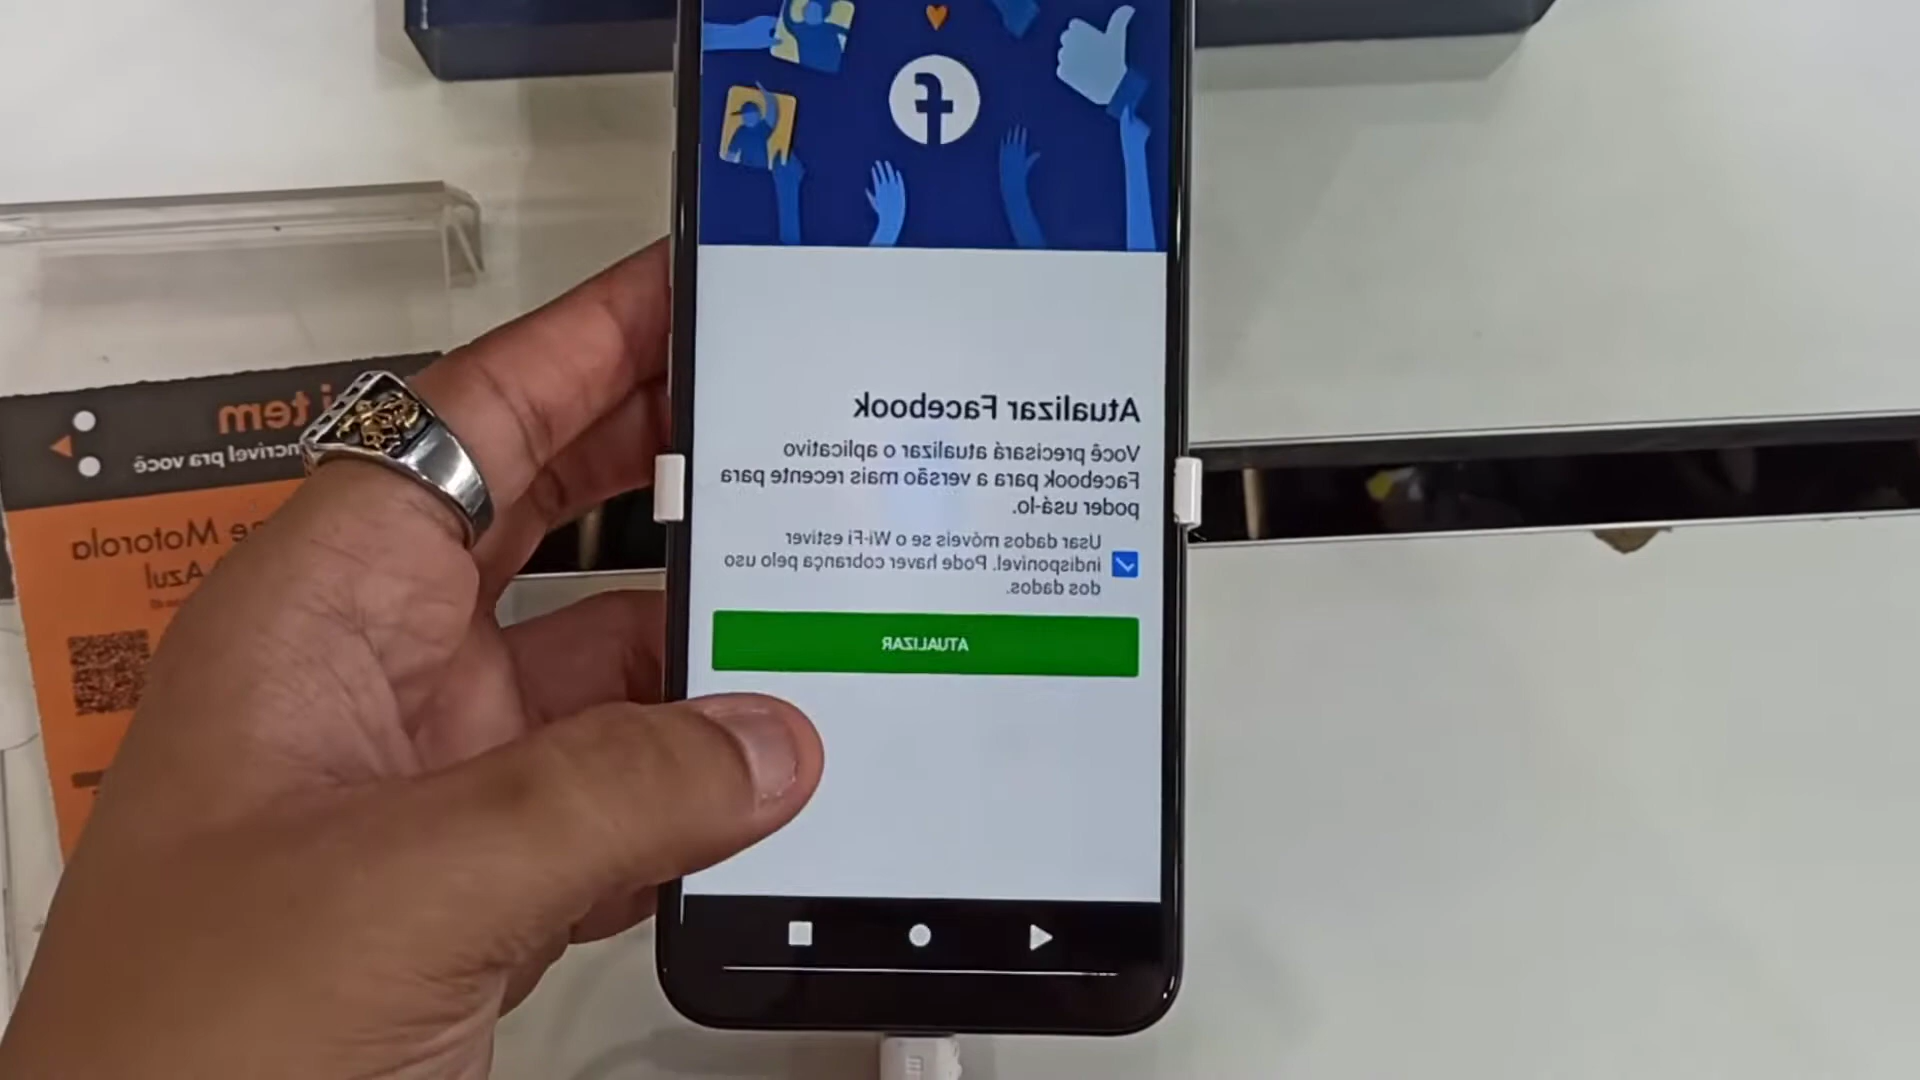 Atualizar Facebook
Você precisará atualizar o aplicativo
Facebook para a versão mais recente para
poder usá-lo.
Usar dados móveis se o Wi-Fi estiver
indisponível. Pode haver cobrança pelo uso
dos dados.
ATUALIZAR
i tem
incrível pra você
e Motorola
Azul